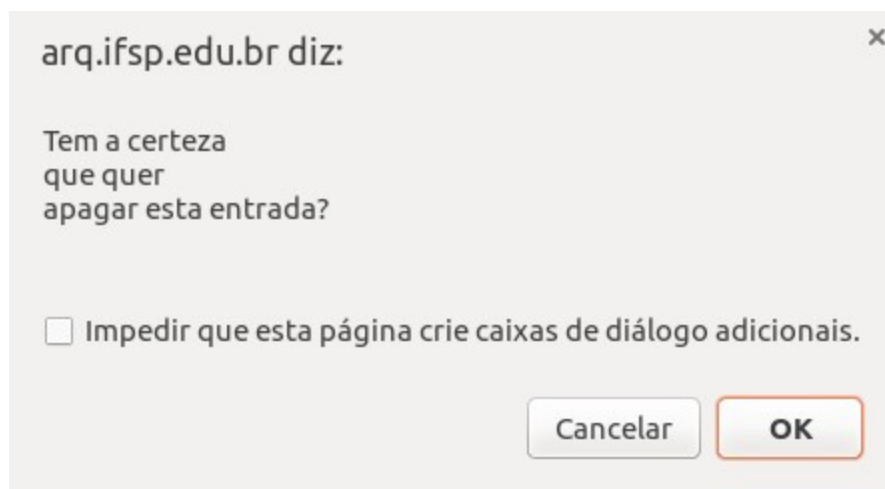 arq.ifsp.edu.br diz:
Tem a certeza
que quer
apagar esta entrada?
Impedir que esta página crie caixas de diálogo adicionais.
Cancelar
OK